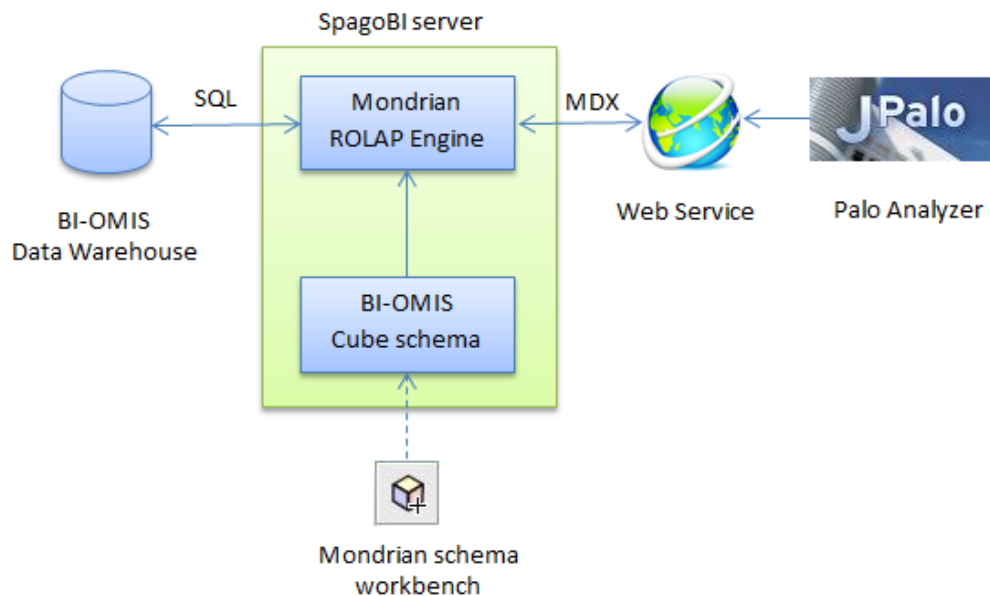 SpagoBI server
SQL
Mondrian
ROLAP Engine
MDX
JPalo
BI-OMIS
Data Warehouse
Web Service
Palo Analyzer
BI-OMIS
Cube schema
Mondrian schema
workbench